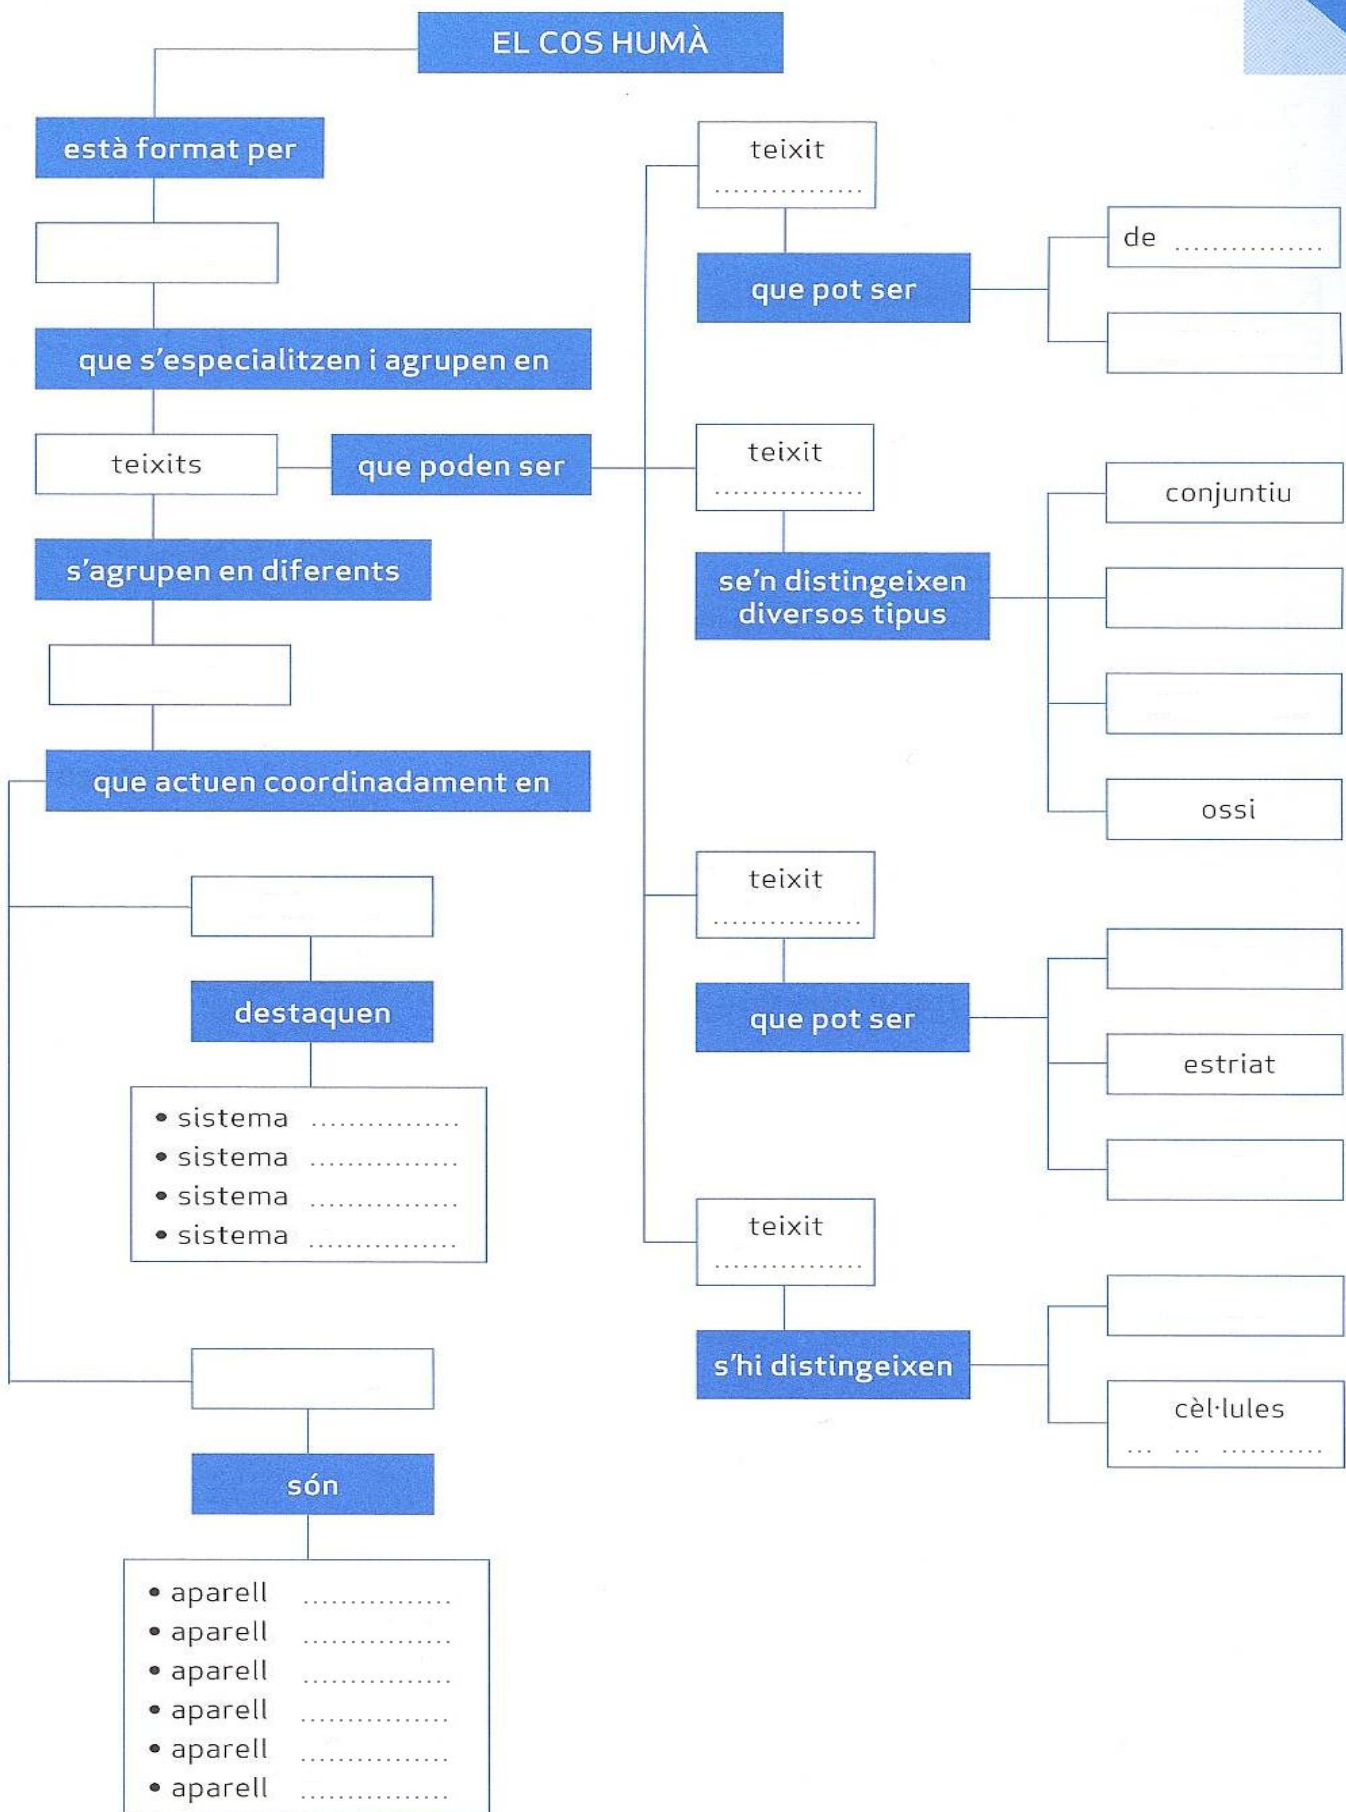 EL COS HUMÀ
està format per
que s'especialitzen i agrupen en
teixits
que poden ser
s'agrupen en diferents
que actuen coordinadament en
destaquen
• sistema ................
• sistema ................
• sistema ................
• sistema ................
són
• aparell ................
• aparell ................
• aparell ................
• aparell ................
• aparell ................
• aparell ................
teixit
................
que pot ser
de ................
teixit
................
se'n distingeixen
diversos tipus
conjuntiu
ossi
teixit
................
que pot ser
estriat
teixit
................
s'hi distingeixen
cèl·lules
... ... ...........